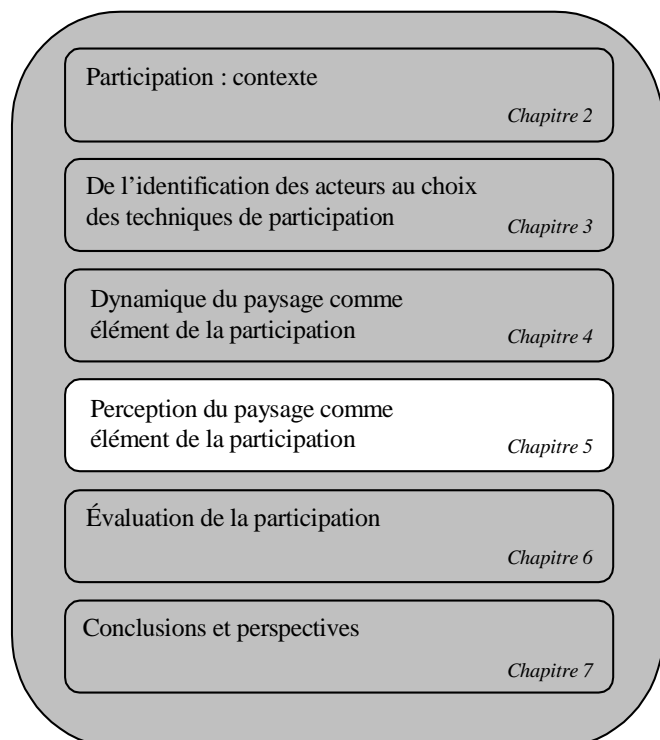 Participation : contexte
Chapitre 2
De l'identification des acteurs au choix
des techniques de participation
Chapitre 3
Dynamique du paysage comme
élément de la participation
Chapitre 4
Perception du paysage comme
élément de la participation
Chapitre 5
Évaluation de la participation
Chapitre 6
Conclusions et perspectives
Chapitre 7